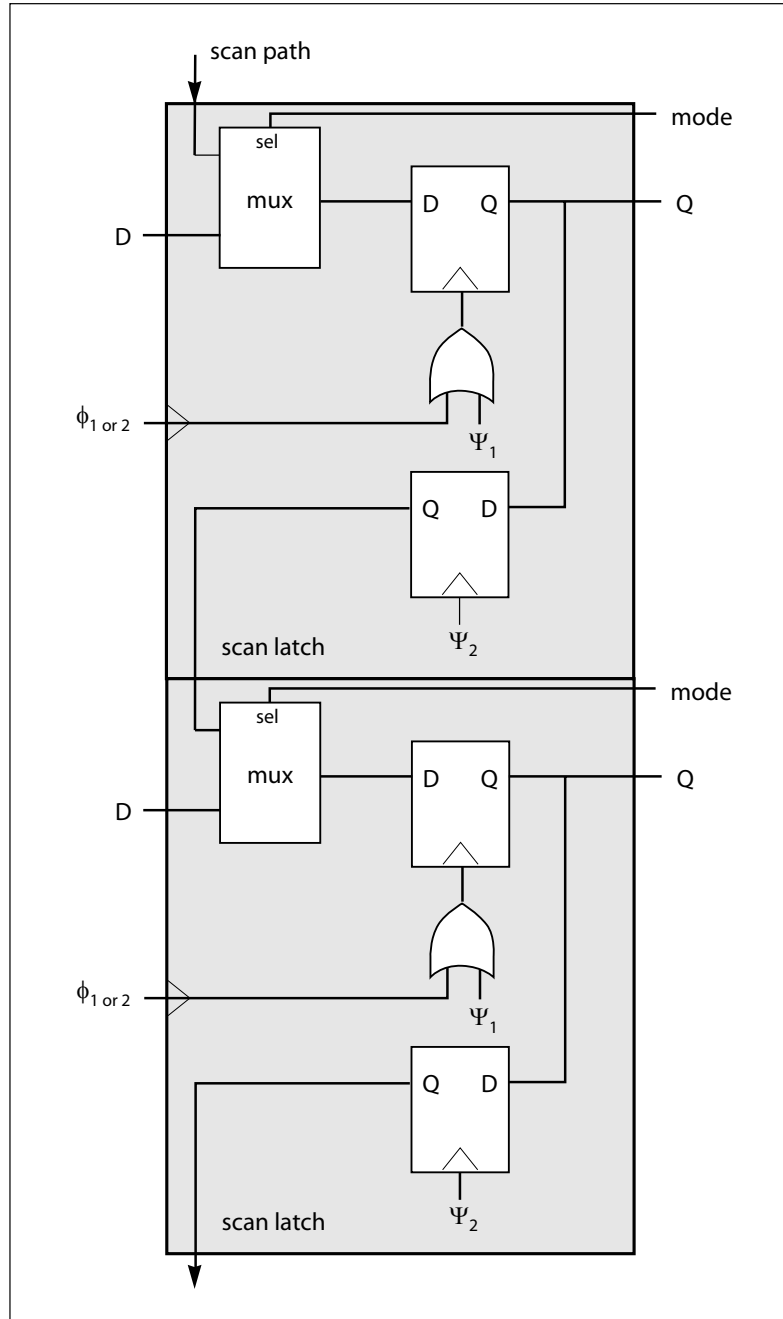 scan path
mode
sel
mux
D
D Q
Q
ϕ1 or 2
Ψ1
Q D
Ψ2
scan latch
mode
sel
mux
D
D Q
Q
ϕ1 or 2
Ψ1
Q D
Ψ2
scan latch